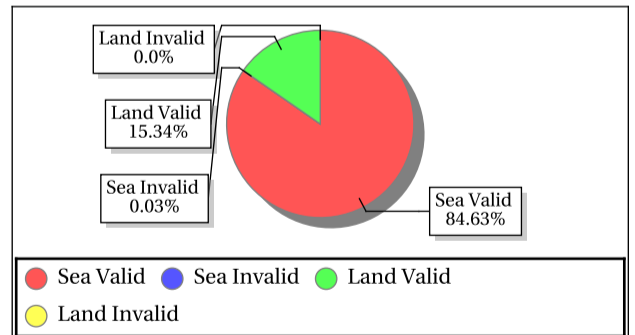 Land Invalid
0.0%
Land Valid
15.34%
Sea Invalid
0.03%
Sea Valid
84.63%
Sea Valid Sea Invalid Land Valid
Land Invalid